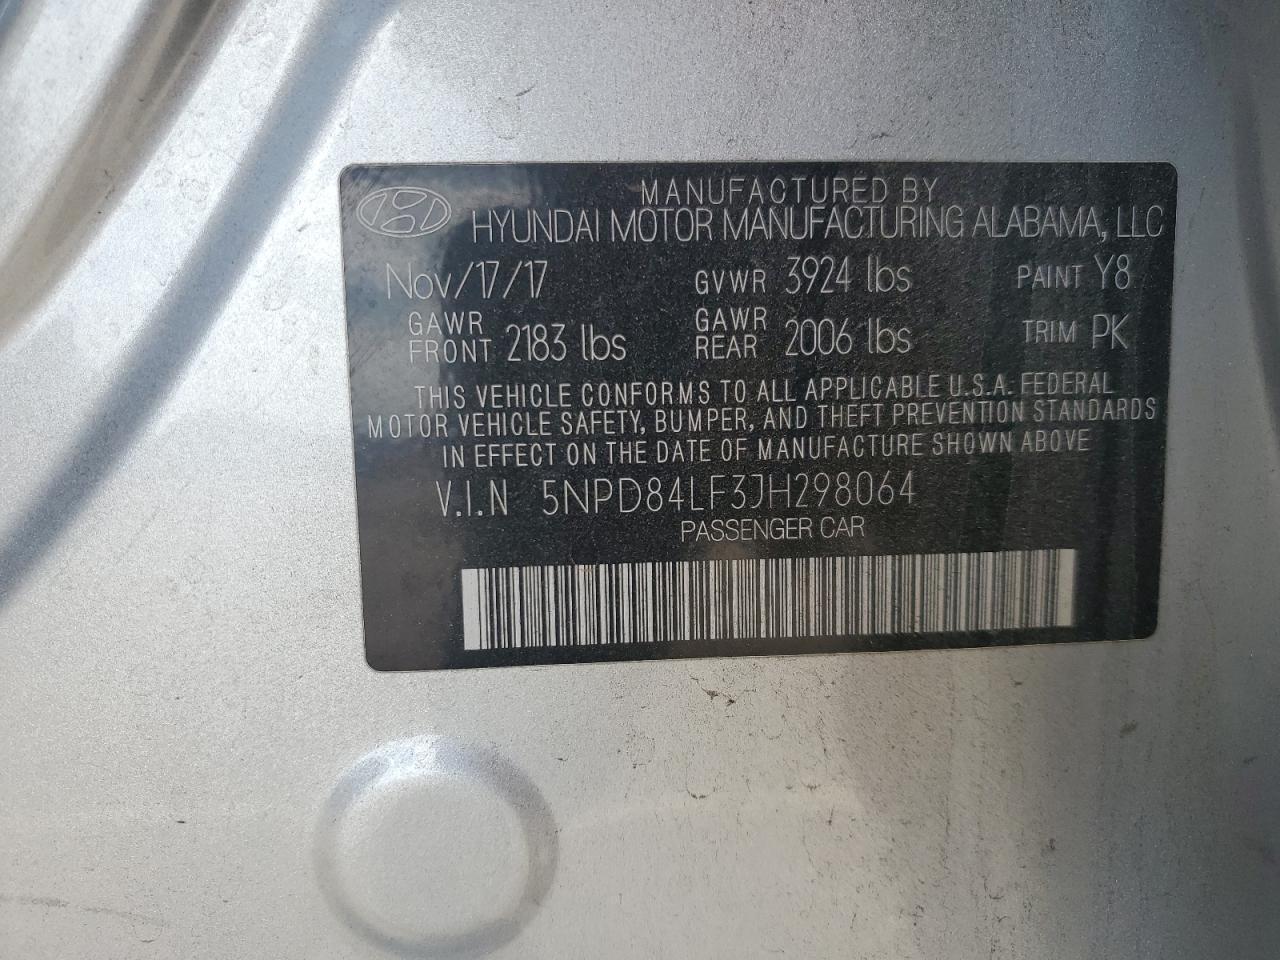 MANUFACTURED BY
HYUNDAI MOTOR MANUFACTURING ALABAMA, LLC
Nov/17/17 GVWR 3924 lbs PAINT Y8
GAWR FRONT 2183 lbs GAWR REAR 2006 lbs TRIM PK
THIS VEHICLE CONFORMS TO ALL APPLICABLE U.S.A. FEDERAL
MOTOR VEHICLE SAFETY, BUMPER, AND THEFT PREVENTION STANDARDS
IN EFFECT ON THE DATE OF MANUFACTURE SHOWN ABOVE
V.I.N 5NPD84LF3JH298064
PASSENGER CAR